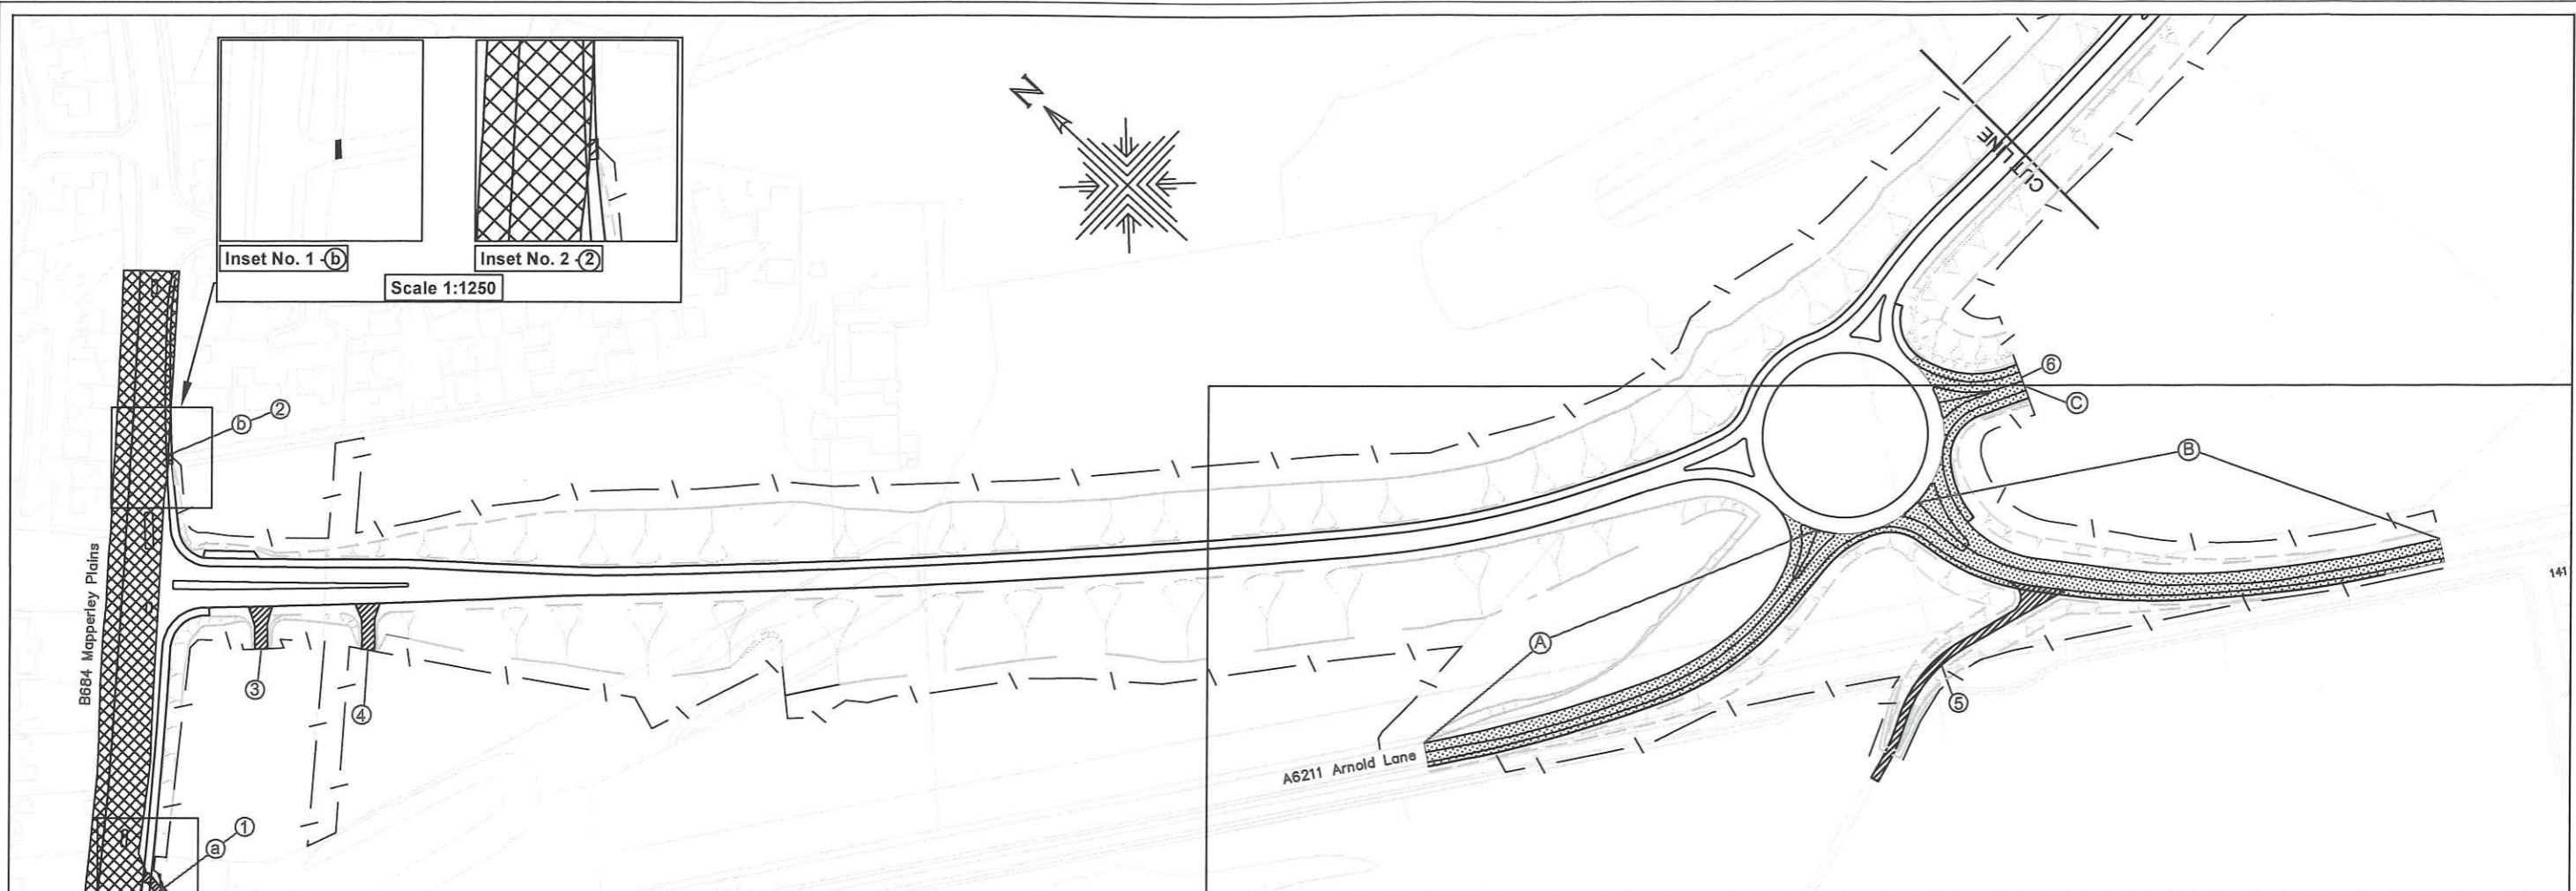 N
CUT LINE
Inset No. 1 - b
Inset No. 2 - 2
Scale 1:1250
6
C
2
b
B
B684 Mapperley Plains
141
A
3
4
5
A6211 Arnold Lane
1
a